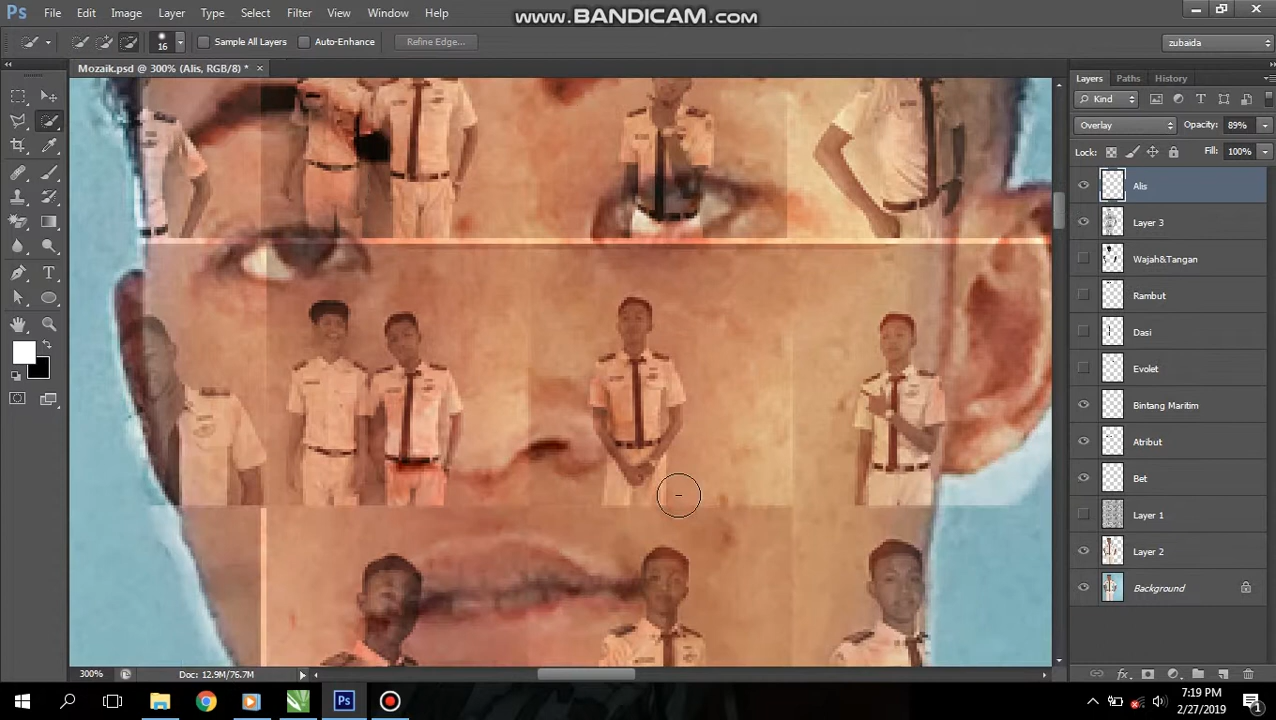 Ps File Edit Image Layer Type Select Filter 3D View Window Help
www.BANDICAM.com
16 Sample All Layers Auto-Enhance Refine Edge... zubaida
Mozaik.psd @ 300% (Alis, RGB/8) * ×
Layers Paths History
Kind
Overlay Opacity: 89%
Lock: Fill: 100%
Alis
Layer 3
Wajah&Tangan
Rambut
Dasi
Evolet
Bintang Maritim
Atribut
Bet
Layer 1
Layer 2
Background
300% Doc: 12.9M/76.7M
Ps
7:19 PM
2/27/2019
1